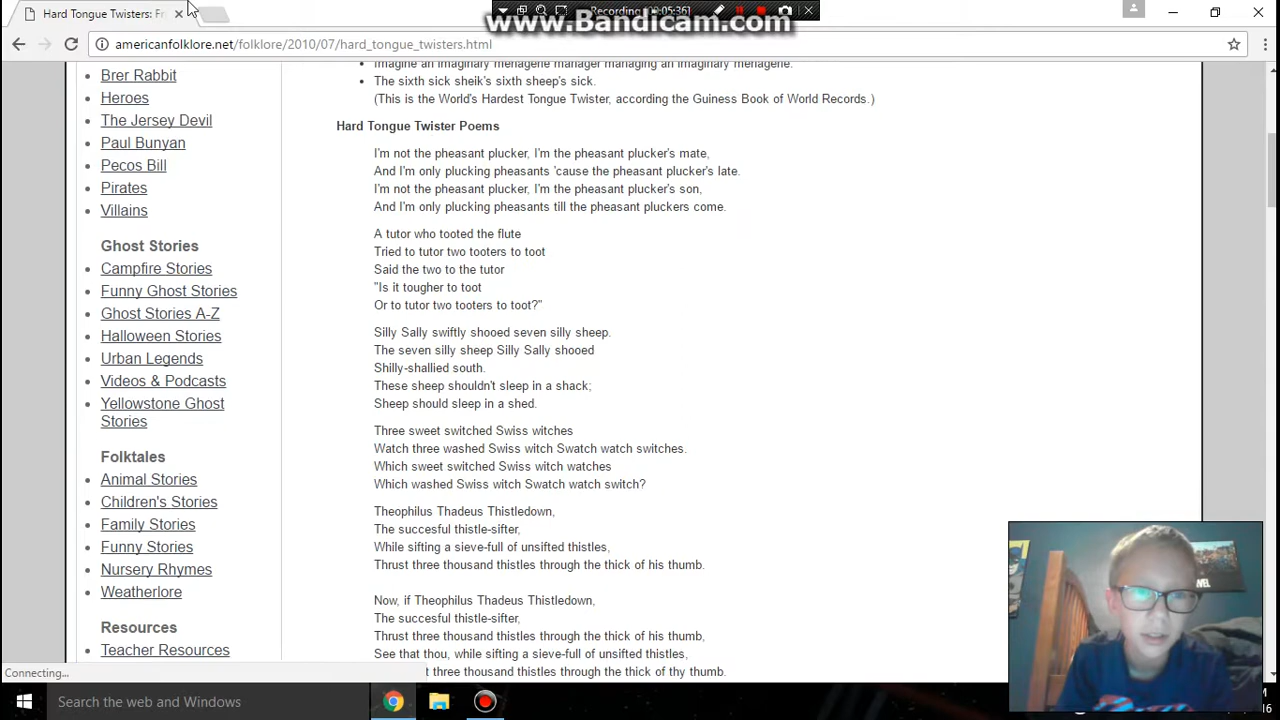 Hard Tongue Twisters: Fr
Recording [00:05:36]
www.Bandicam.com
americanfolklore.net/folklore/2010/07/hard_tongue_twisters.html
Brer Rabbit
Heroes
The Jersey Devil
Paul Bunyan
Pecos Bill
Pirates
Villains
Ghost Stories
Campfire Stories
Funny Ghost Stories
Ghost Stories A-Z
Halloween Stories
Urban Legends
Videos & Podcasts
Yellowstone Ghost
Stories
Folktales
Animal Stories
Children's Stories
Family Stories
Funny Stories
Nursery Rhymes
Weatherlore
Resources
Teacher Resources
Imagine an imaginary menagerie manager managing an imaginary menagerie.
The sixth sick sheik's sixth sheep's sick.
(This is the World's Hardest Tongue Twister, according the Guiness Book of World Records.)
Hard Tongue Twister Poems
I'm not the pheasant plucker, I'm the pheasant plucker's mate,
And I'm only plucking pheasants 'cause the pheasant plucker's late.
I'm not the pheasant plucker, I'm the pheasant plucker's son,
And I'm only plucking pheasants till the pheasant pluckers come.
A tutor who tooted the flute
Tried to tutor two tooters to toot
Said the two to the tutor
"Is it tougher to toot
Or to tutor two tooters to toot?"
Silly Sally swiftly shooed seven silly sheep.
The seven silly sheep Silly Sally shooed
Shilly-shallied south.
These sheep shouldn't sleep in a shack;
Sheep should sleep in a shed.
Three sweet switched Swiss witches
Watch three washed Swiss witch Swatch watch switches.
Which sweet switched Swiss witch watches
Which washed Swiss witch Swatch watch switch?
Theophilus Thadeus Thistledown,
The succesful thistle-sifter,
While sifting a sieve-full of unsifted thistles,
Thrust three thousand thistles through the thick of his thumb.
Now, if Theophilus Thadeus Thistledown,
The succesful thistle-sifter,
Thrust three thousand thistles through the thick of his thumb,
See that thou, while sifting a sieve-full of unsifted thistles,
three thousand thistles through the thick of thy thumb.
Connecting...
Search the web and Windows